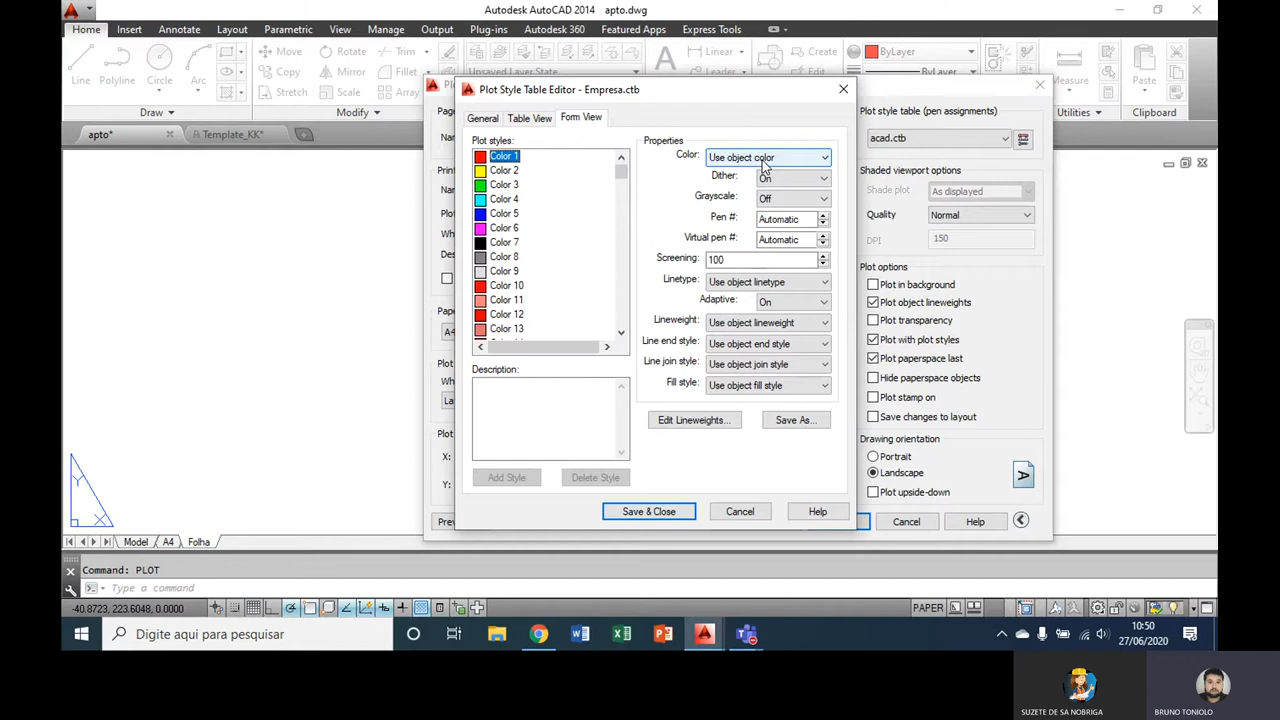 Autodesk AutoCAD 2014 apto.dwg
Home Insert Annotate Layout Parametric View Manage Output Plug-ins Autodesk 360 Featured Apps Express Tools
Line Polyline Circle Arc
Move Rotate Trim
Copy Mirror Fillet
Stretch Scale Array
Unsaved Layer State
Linear
Leader
Create
ByLayer
Measure
Paste
Draw Modify Utilities Clipboard
apto* Template_KK*
Plot Style Table Editor - Empresa.ctb
General Table View Form View
Plot styles:
Color 1
Color 2
Color 3
Color 4
Color 5
Color 6
Color 7
Color 8
Color 9
Color 10
Color 11
Color 12
Color 13
Description:
Add Style Delete Style
Properties
Color: Use object color
Dither: On
Grayscale: Off
Pen #: Automatic
Virtual pen #: Automatic
Screening: 100
Linetype: Use object linetype
Adaptive: On
Lineweight: Use object lineweight
Line end style: Use object end style
Line join style: Use object join style
Fill style: Use object fill style
Edit Lineweights... Save As...
Save & Close Cancel Help
Plot style table (pen assignments)
acad.ctb
Shaded viewport options
Shade plot As displayed
Quality Normal
DPI 150
Plot options
Plot in background
Plot object lineweights
Plot transparency
Plot with plot styles
Plot paperspace last
Hide paperspace objects
Plot stamp on
Save changes to layout
Drawing orientation
Portrait
Landscape
Plot upside-down
A
Cancel Help
X:
Y:
Y
X
Model A4 Folha
Command: PLOT
Type a command
-40.8723, 223.6048, 0.0000
PAPER
Digite aqui para pesquisar
10:50
27/06/2020
SUZETE DE SA NOBRIGA
BRUNO TONIOLO